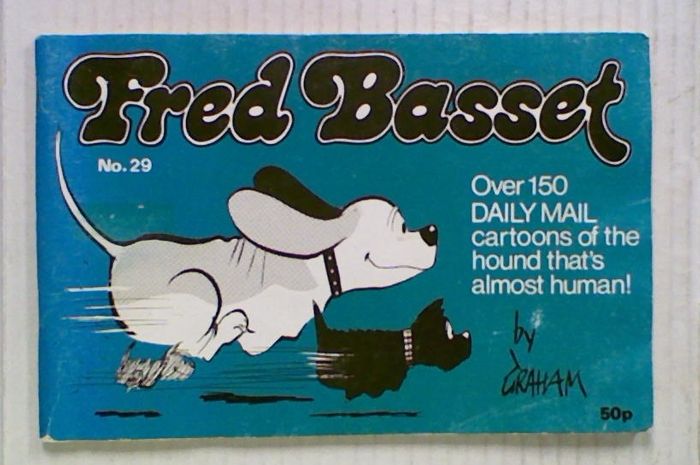 Fred Basset
No. 29
Over 150
DAILY MAIL
cartoons of the
hound that's
almost human!
by
GRAHAM
50p